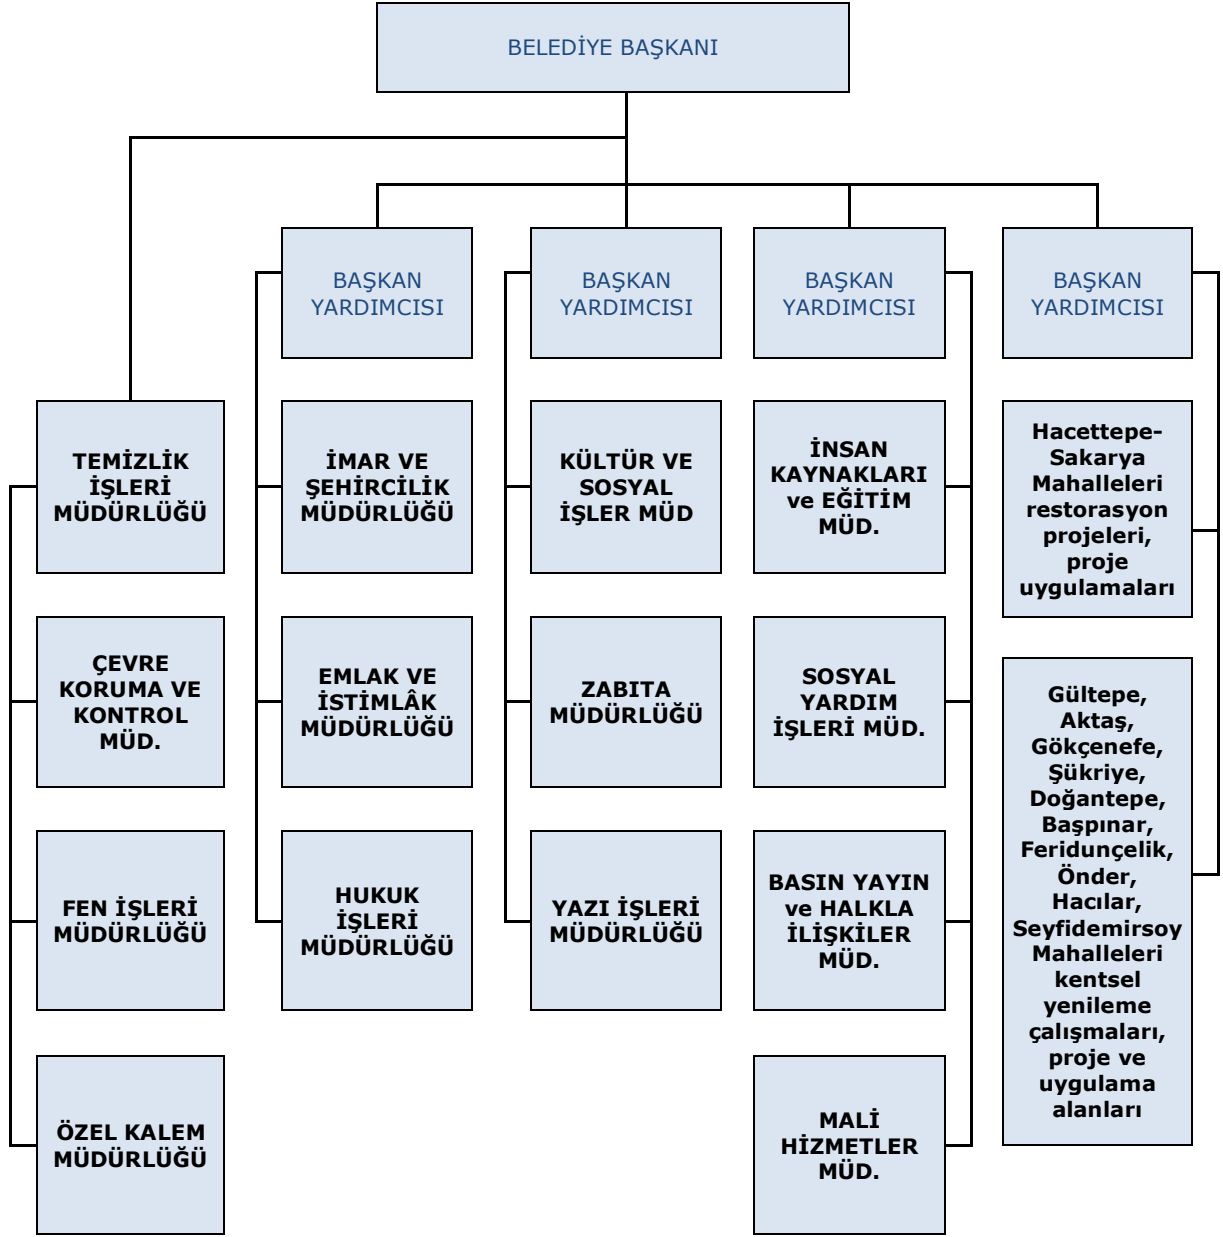 BELEDİYE BAŞKANI
BAŞKAN
YARDIMCISI
BAŞKAN
YARDIMCISI
BAŞKAN
YARDIMCISI
BAŞKAN
YARDIMCISI
TEMİZLİK
İŞLERİ
MÜDÜRLÜĞÜ
İMAR VE
ŞEHİRCİLİK
MÜDÜRLÜĞÜ
KÜLTÜR VE
SOSYAL
İŞLER MÜD
İNSAN
KAYNAKLARI
ve EĞİTİM
MÜD.
Hacettepe-
Sakarya
Mahalleleri
restorasyon
projeleri,
proje
uygulamaları
ÇEVRE
KORUMA VE
KONTROL
MÜD.
EMLAK VE
İSTİMLÂK
MÜDÜRLÜĞÜ
ZABITA
MÜDÜRLÜĞÜ
SOSYAL
YARDIM
İŞLERİ MÜD.
Gültepe,
Aktaş,
Gökçenefe,
Şükriye,
Doğantepe,
Başpınar,
Feridunçelik,
Önder,
Hacılar,
Seyfidemirsoy
Mahalleleri
kentsel
yenileme
çalışmaları,
proje ve
uygulama
alanları
FEN İŞLERİ
MÜDÜRLÜĞÜ
HUKUK
İŞLERİ
MÜDÜRLÜĞÜ
YAZI İŞLERİ
MÜDÜRLÜĞÜ
BASIN YAYIN
ve HALKLA
İLİŞKİLER
MÜD.
ÖZEL KALEM
MÜDÜRLÜĞÜ
MALİ
HİZMETLER
MÜD.